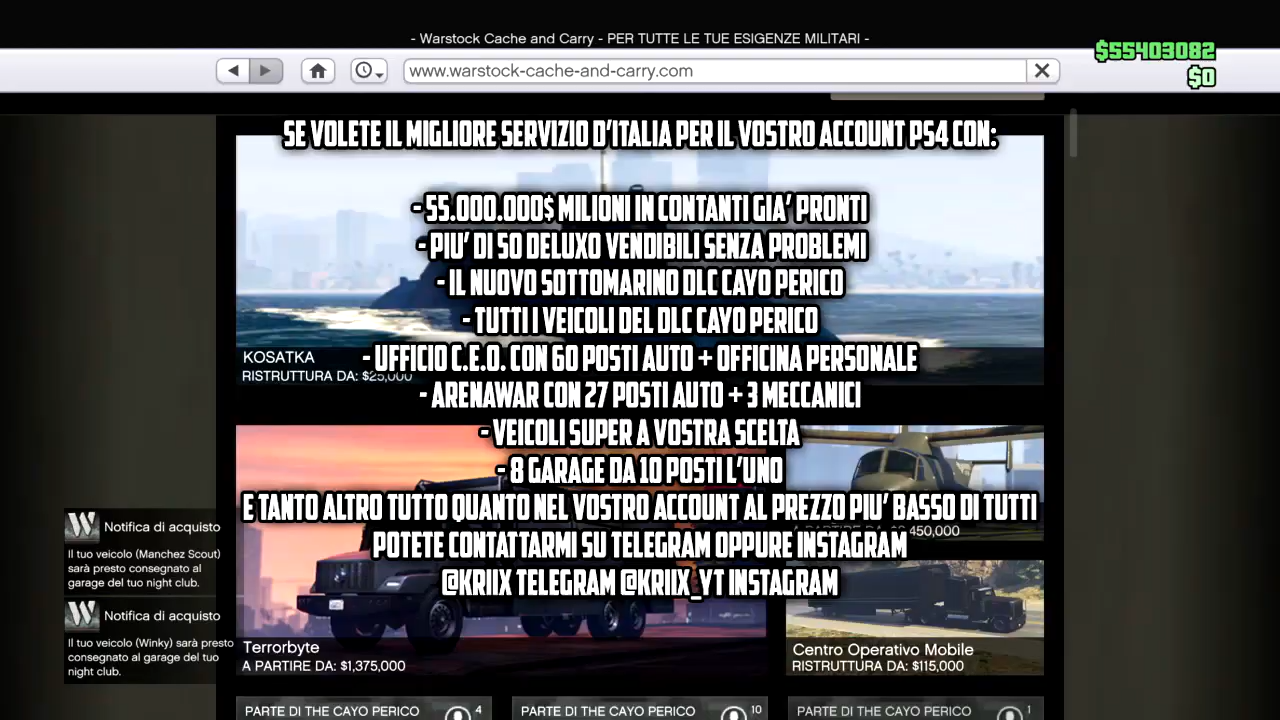 - Warstock Cache and Carry - PER TUTTE LE TUE ESIGENZE MILITARI -
$55403082
www.warstock-cache-and-carry.com
$0
SE VOLETE IL MIGLIORE SERVIZIO D'ITALIA PER IL VOSTRO ACCOUNT PS4 CON:
- 55.000.000$ MILIONI IN CONTANTI GIA' PRONTI
- PIU' DI 50 DELUXO VENDIBILI SENZA PROBLEMI
- IL NUOVO SOTTOMARINO DLC CAYO PERICO
- TUTTI I VEICOLI DEL DLC CAYO PERICO
KOSATKA
- UFFICIO C.E.O. CON 60 POSTI AUTO + OFFICINA PERSONALE
RISTRUTTURA DA: $25,000
- ARENAWAR CON 27 POSTI AUTO + 3 MECCANICI
- VEICOLI SUPER A VOSTRA SCELTA
- 8 GARAGE DA 10 POSTI L'UNO
E TANTO ALTRO TUTTO QUANTO NEL VOSTRO ACCOUNT AL PREZZO PIU' BASSO DI TUTTI
A PARTIRE DA: 450,000
POTETE CONTATTARMI SU TELEGRAM OPPURE INSTAGRAM
@KRIIX TELEGRAM @KRIIX_YT INSTAGRAM
Notifica di acquisto
Il tuo veicolo (Manchez Scout)
sarà presto consegnato al
garage del tuo night club.
Notifica di acquisto
Il tuo veicolo (Winky) sarà presto
consegnato al garage del tuo
night club.
Terrorbyte
A PARTIRE DA: $1,375,000
Centro Operativo Mobile
RISTRUTTURA DA: $115,000
PARTE DI THE CAYO PERICO 4
PARTE DI THE CAYO PERICO 10
PARTE DI THE CAYO PERICO 1